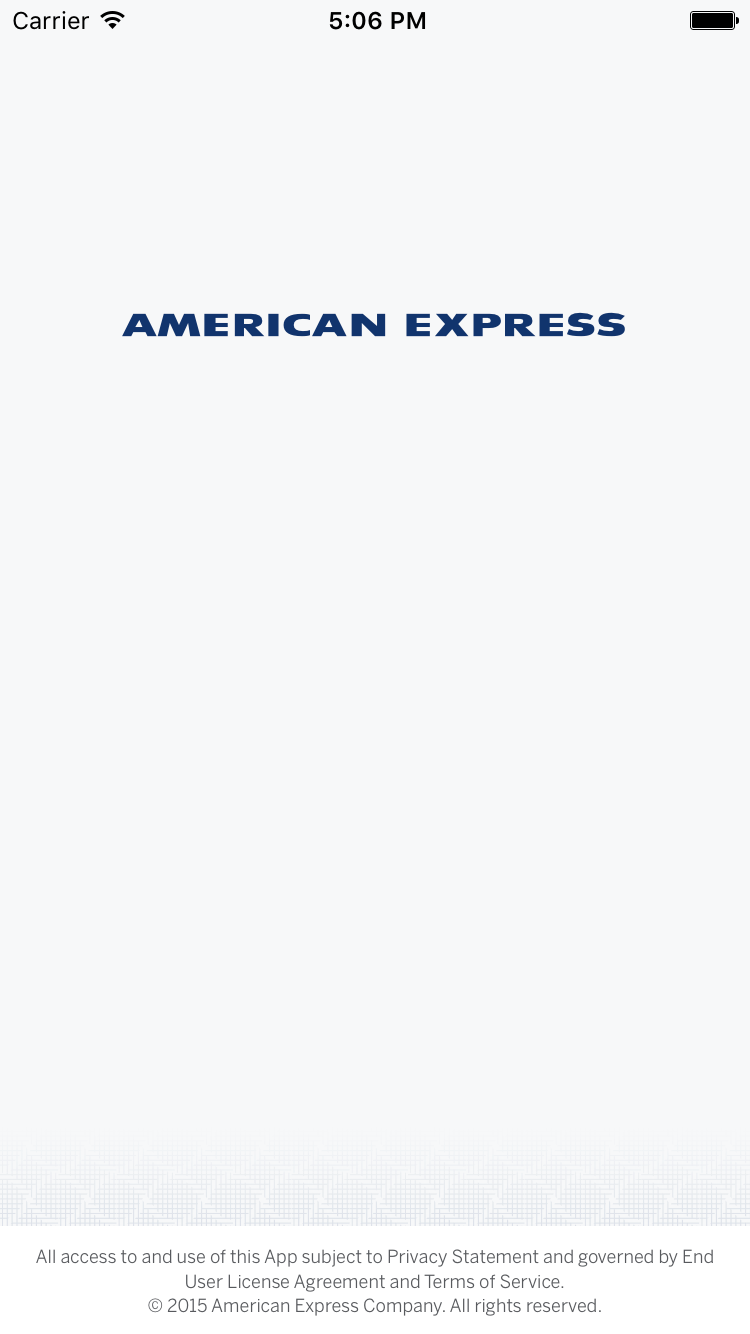 Carrier 5:06 PM
AMERICAN EXPRESS
All access to and use of this App subject to Privacy Statement and governed by End
User License Agreement and Terms of Service.
© 2015 American Express Company. All rights reserved.